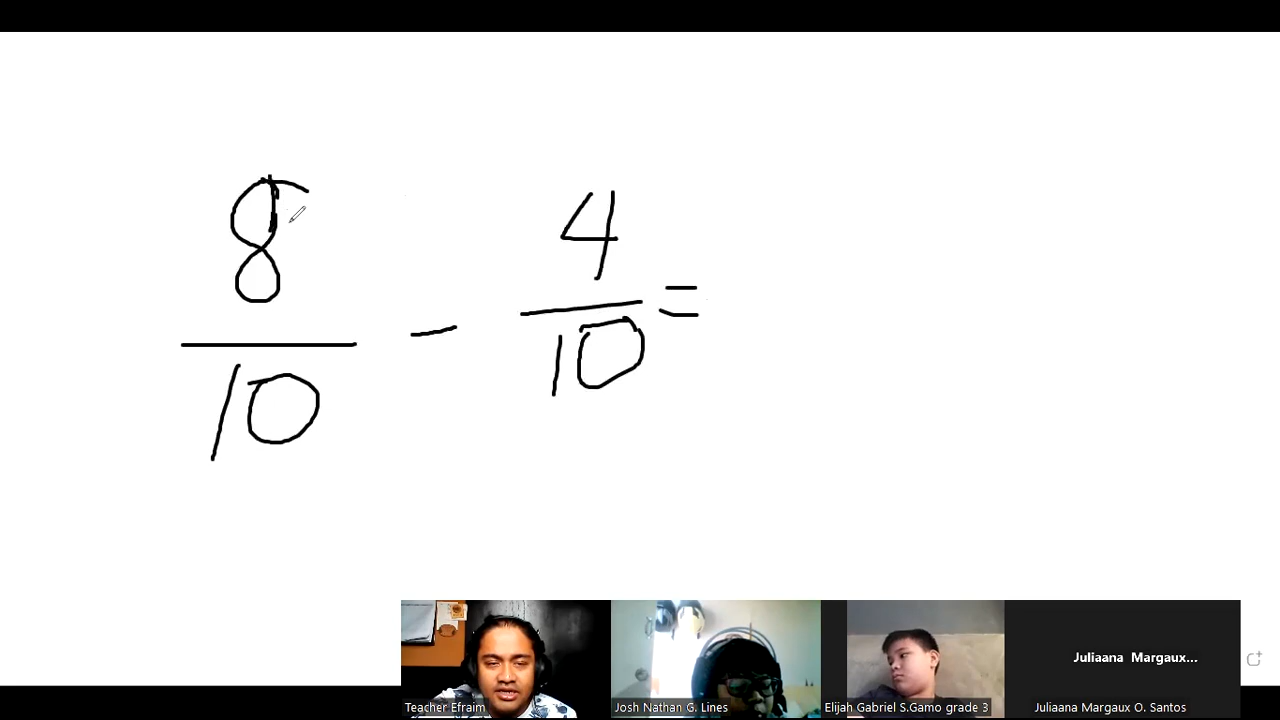 8/10 - 4/10 =
Juliaana Margaux...
Teacher Efraim
Josh Nathan G. Lines
Elijah Gabriel S.Gamo grade 3
Juliaana Margaux O. Santos